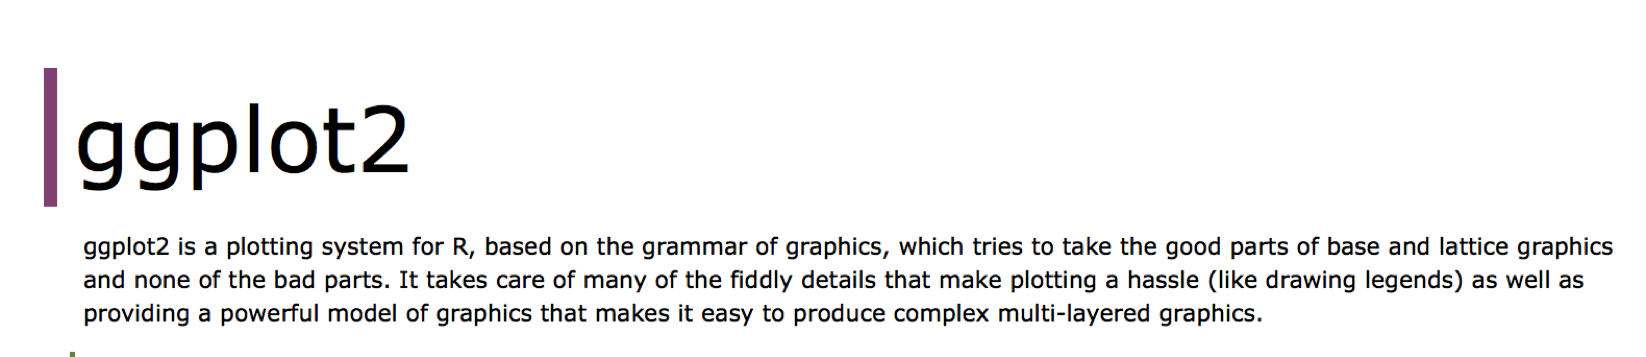 ggplot2
ggplot2 is a plotting system for R, based on the grammar of graphics, which tries to take the good parts of base and lattice graphics
and none of the bad parts. It takes care of many of the fiddly details that make plotting a hassle (like drawing legends) as well as
providing a powerful model of graphics that makes it easy to produce complex multi-layered graphics.